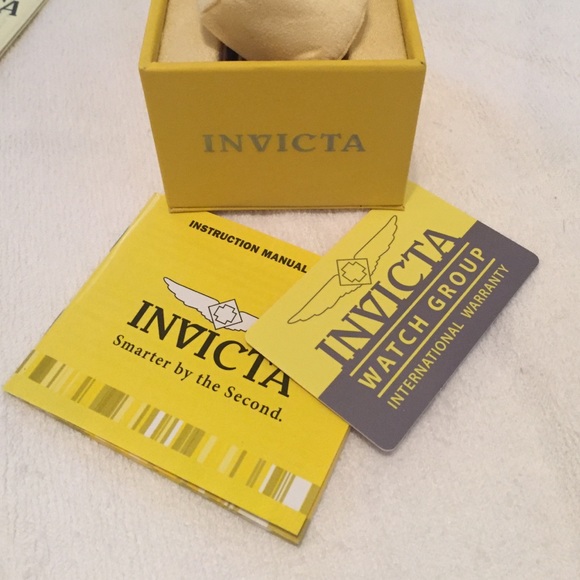 INVICTA
INSTRUCTION MANUAL
INVICTA
Smarter by the Second.
INVICTA
WATCH GROUP
INTERNATIONAL WARRANTY